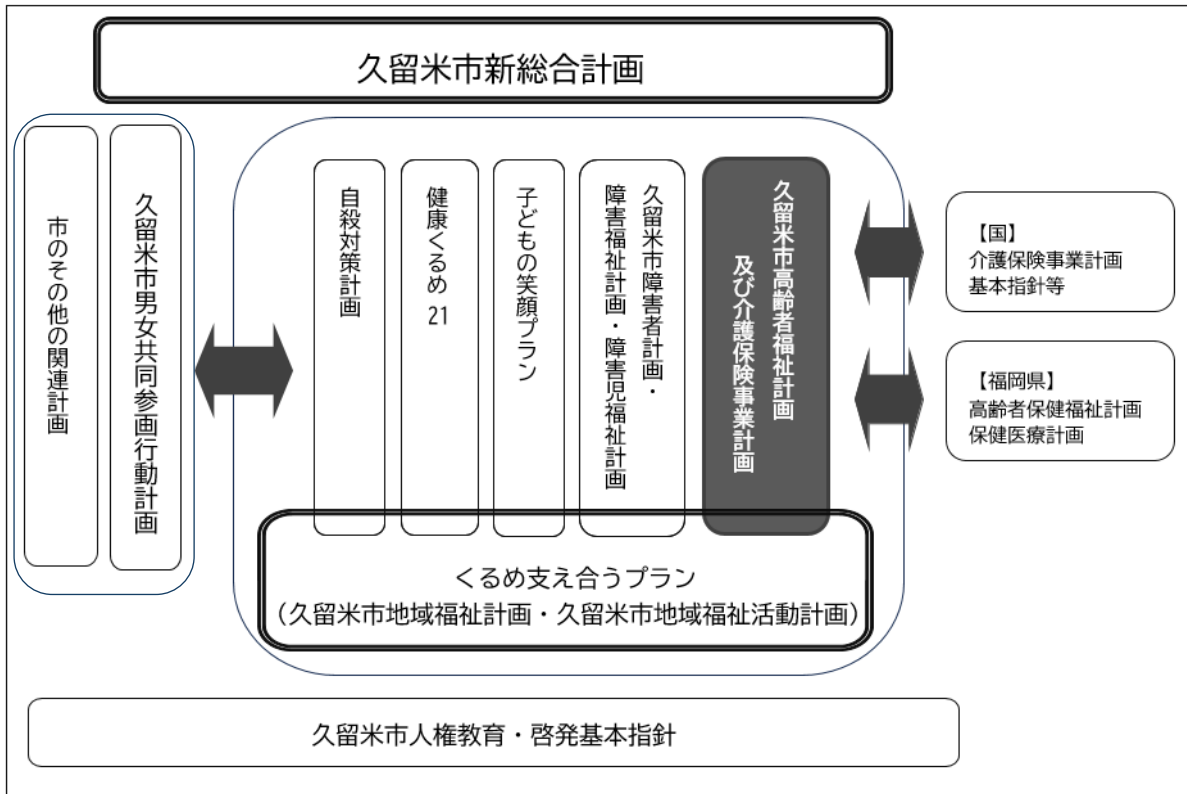 久留米市新総合計画
市のその他の関連計画
久留米市男女共同参画行動計画
自殺対策計画
健康くるめ21
子どもの笑顔プラン
久留米市障害者計画・
障害福祉計画・障害児福祉計画
久留米市高齢者福祉計画
及び介護保険事業計画
【国】
介護保険事業計画
基本指針等
【福岡県】
高齢者保健福祉計画
保健医療計画
くるめ支え合うプラン
（久留米市地域福祉計画・久留米市地域福祉活動計画）
久留米市人権教育・啓発基本指針